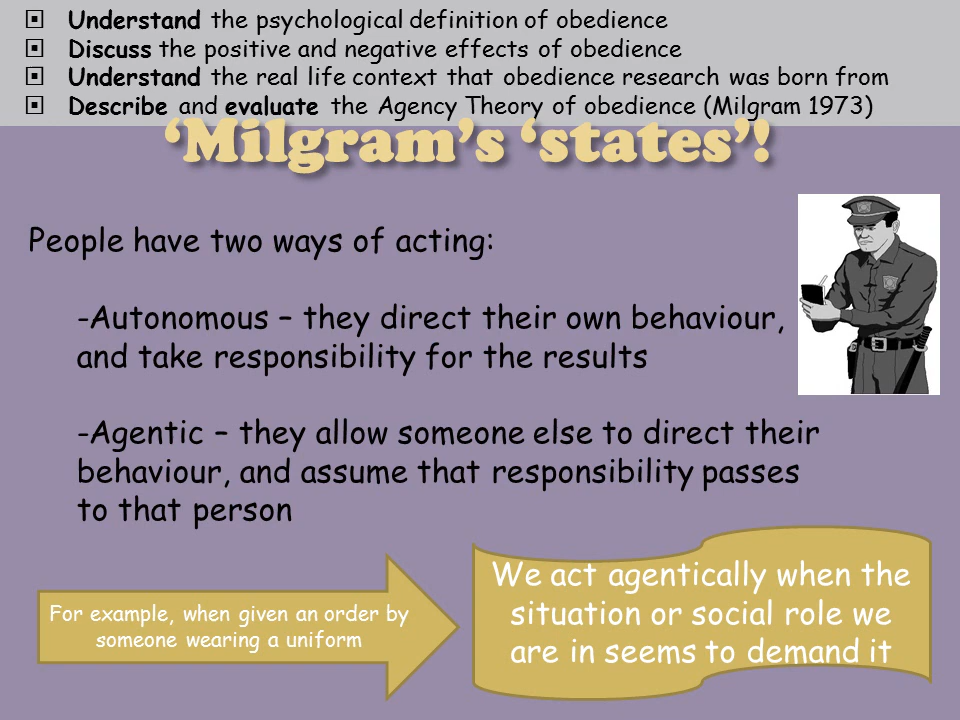 Understand the psychological definition of obedience
Discuss the positive and negative effects of obedience
Understand the real life context that obedience research was born from
Describe and evaluate the Agency Theory of obedience (Milgram 1973)
‘Milgram’s ‘states’!
People have two ways of acting:
-Autonomous – they direct their own behaviour,
and take responsibility for the results
-Agentic – they allow someone else to direct their
behaviour, and assume that responsibility passes
to that person
For example, when given an order by
someone wearing a uniform
We act agentically when the
situation or social role we
are in seems to demand it